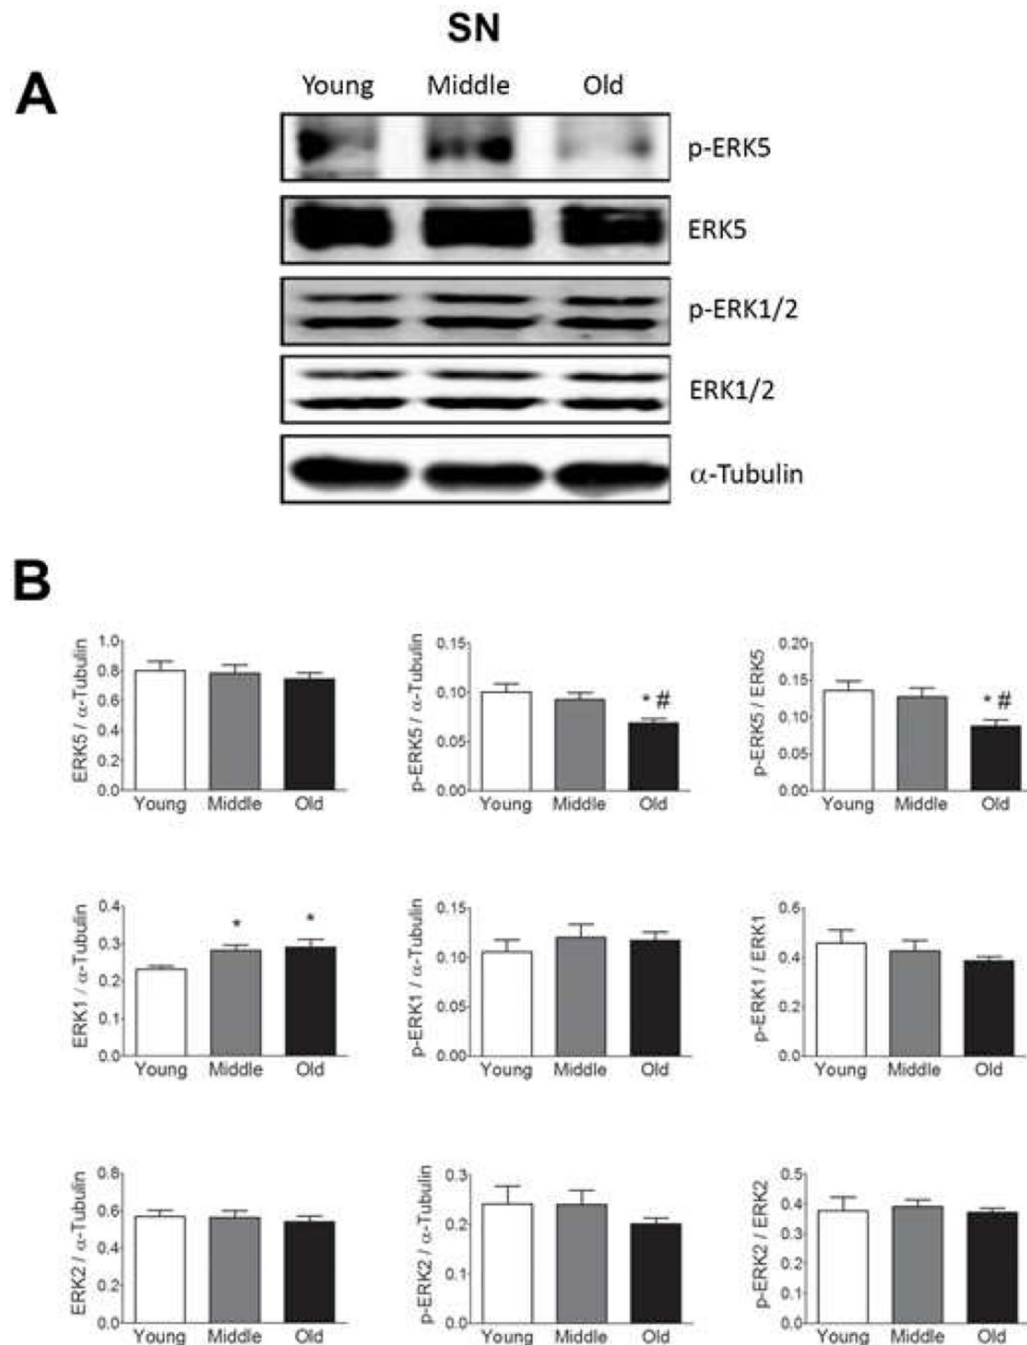 SN
A
Young Middle Old
p-ERK5
ERK5
p-ERK1/2
ERK1/2
α-Tubulin
B
ERK5 / α-Tubulin
1.0
0.8
0.6
0.4
0.2
0.0
Young Middle Old
p-ERK5 / α-Tubulin
0.15
0.10
0.05
0.00
* #
Young Middle Old
p-ERK5 / ERK5
0.20
0.15
0.10
0.05
0.00
* #
Young Middle Old
ERK1 / α-Tubulin
0.4
0.3
0.2
0.1
0.0
* *
Young Middle Old
p-ERK1 / α-Tubulin
0.15
0.10
0.05
0.00
Young Middle Old
p-ERK1 / ERK1
0.6
0.4
0.2
0.0
Young Middle Old
ERK2 / α-Tubulin
0.8
0.6
0.4
0.2
0.0
Young Middle Old
p-ERK2 / α-Tubulin
0.3
0.2
0.1
0.0
Young Middle Old
p-ERK2 / ERK2
0.5
0.4
0.3
0.2
0.1
0.0
Young Middle Old